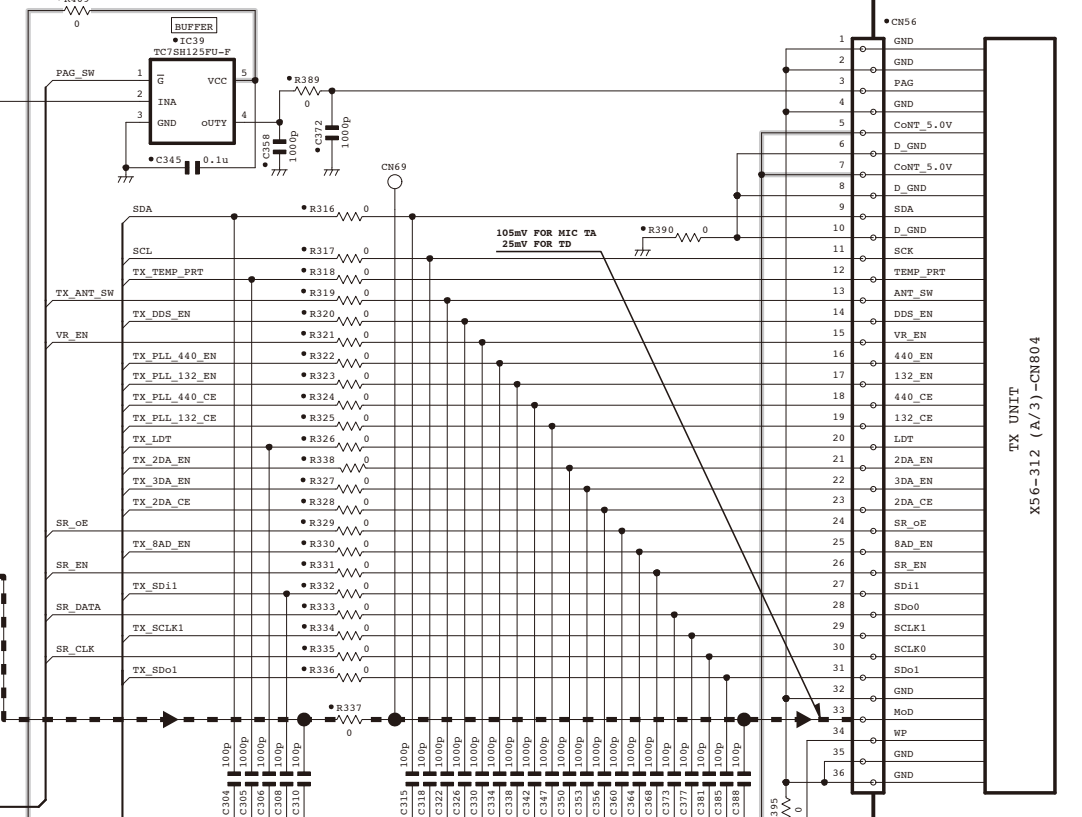 0
BUFFER
IC39
TC7SH125FU-F
PAG_SW
1 G VCC 5
2 INA
3 GND oUTY 4
C345 0.1u
R389
0
C358 1000p
C372 1000p
CN69
CN56
105mV FOR MIC TA
25mV FOR TD
R390 0
SDA R316 0
SCL R317 0
TX_TEMP_PRT R318 0
TX_ANT_SW R319 0
TX_DDS_EN R320 0
VR_EN R321 0
TX_PLL_440_EN R322 0
TX_PLL_132_EN R323 0
TX_PLL_440_CE R324 0
TX_PLL_132_CE R325 0
TX_LDT R326 0
TX_2DA_EN R338 0
TX_3DA_EN R327 0
TX_2DA_CE R328 0
SR_oE R329 0
TX_8AD_EN R330 0
SR_EN R331 0
TX_SDi1 R332 0
SR_DATA R333 0
TX_SCLK1 R334 0
SR_CLK R335 0
TX_SDo1 R336 0
R337
0
1 GND
2 GND
3 PAG
4 GND
5 CoNT_5.0V
6 D_GND
7 CoNT_5.0V
8 D_GND
9 SDA
10 D_GND
11 SCK
12 TEMP_PRT
13 ANT_SW
14 DDS_EN
15 VR_EN
16 440_EN
17 132_EN
18 440_CE
19 132_CE
20 LDT
21 2DA_EN
22 3DA_EN
23 2DA_CE
24 SR_oE
25 8AD_EN
26 SR_EN
27 SDi1
28 SDo0
29 SCLK1
30 SCLK0
31 SDo1
32 GND
33 MoD
34 WP
35 GND
36 GND
TX UNIT
X56-312 (A/3)-CN804
C304 100p
C305 1000p
C306 1000p
C308 100p
C310 100p
C315 100p
C318 100p
C322 1000p
C326 1000p
C330 1000p
C334 1000p
C338 1000p
C342 1000p
C347 1000p
C350 1000p
C353 1000p
C356 1000p
C360 1000p
C364 1000p
C368 1000p
C373 100p
C377 100p
C381 100p
C385 100p
C388 100p
395 0